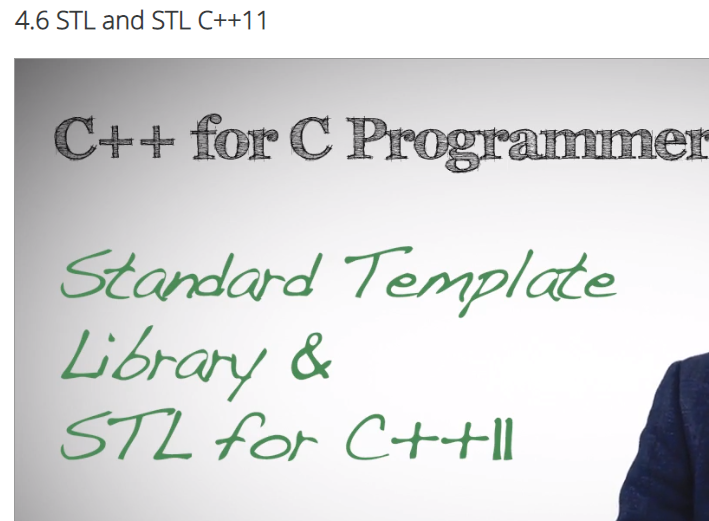 4.6 STL and STL C++11
C++ for C Programmer
Standard Template
Library &
STL for C++11